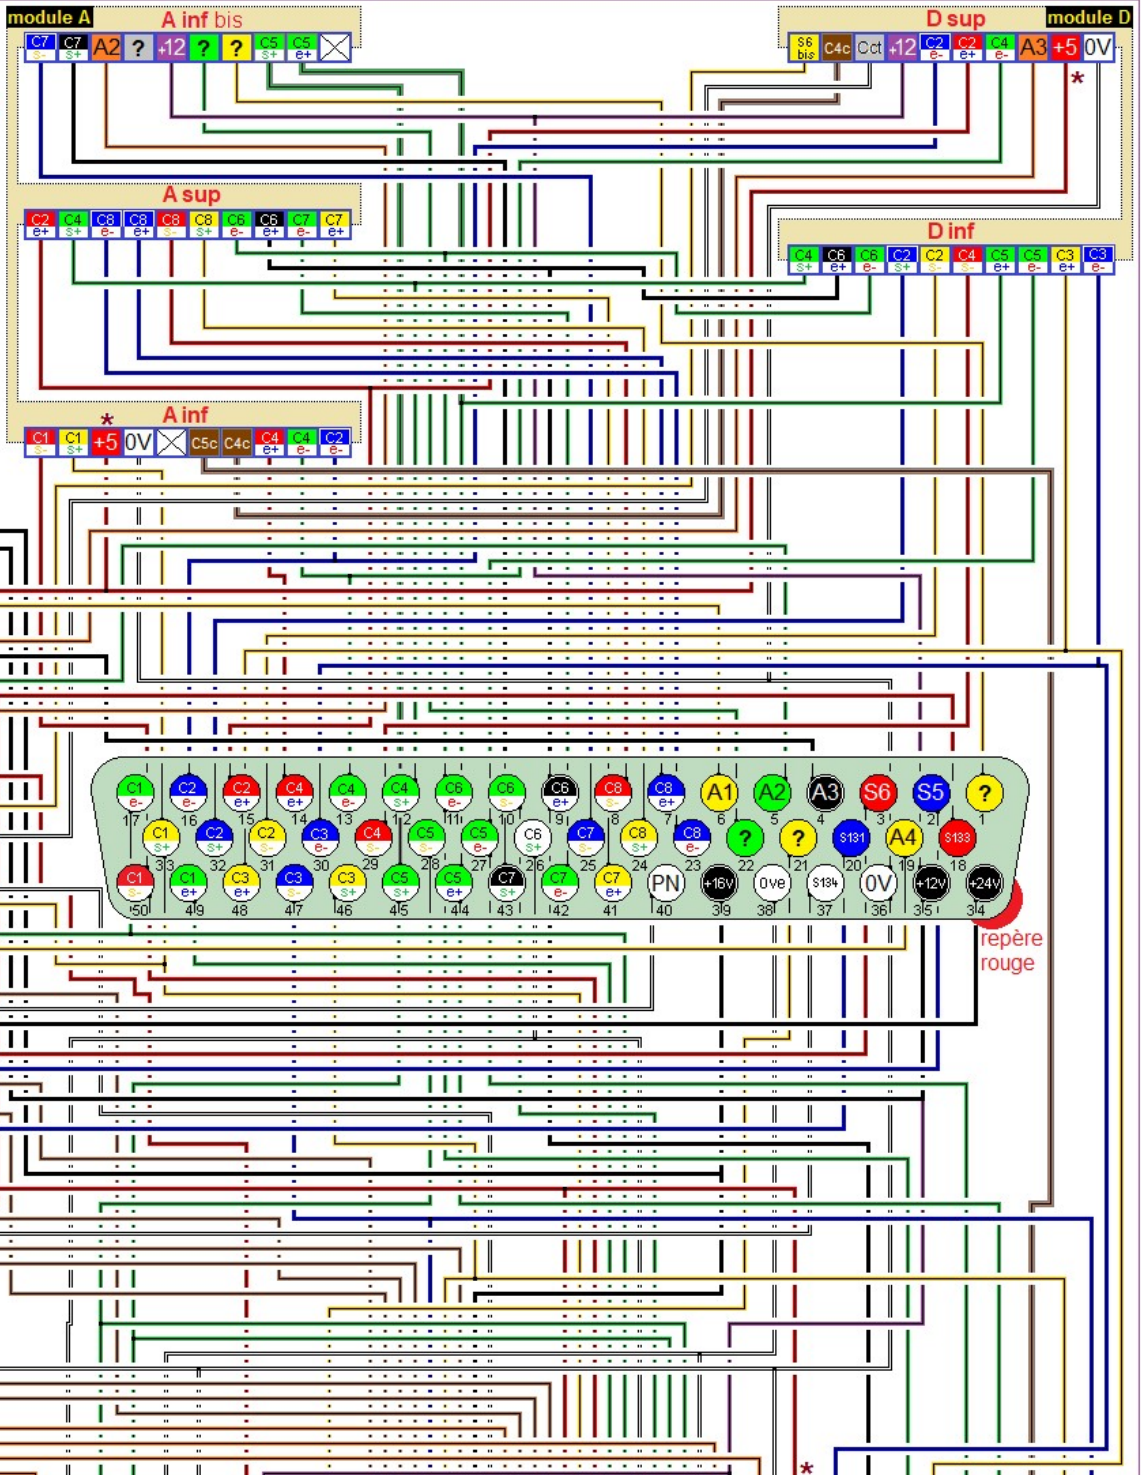 module A
A inf bis
D sup
module D
C7 s-
C7 s+
A2
?
+12
?
?
C5 s+
C5 e+
S6 bis
C4c
Cct
+12
C2 e-
C2 e+
C4 e-
A3
+5
0V
*
A sup
C2 e+
C4 s+
C8 e-
C8 e+
C8 s-
C8 s+
C6 e-
C6 e+
C7 e-
C7 e+
D inf
C4 s+
C6 e+
C6 e-
C2 s+
C2 s-
C4 s-
C5 e+
C5 e-
C3 e+
C3 e-
*
A inf
C1 s-
C1 s+
+5
0V
C5c
C4c
C4 e+
C4 e-
C2 e-
C1 e-
C2 e-
C2 e+
C4 e+
C4 e-
C4 s+
C6 e-
C6 s-
C6 e+
C8 s-
C8 e+
A1
A2
A3
S6
S5
?
17 16 15 14 13 12 11 10 9 8 7 6 5 4 3 2 1
C1 s+
C2 s+
C2 s-
C3 e-
C4 s-
C5 s-
C5 e-
C6 s+
C7 s-
C8 s+
C8 e-
?
?
S131
A4
S133
33 32 31 30 29 28 27 26 25 24 23 22 21 20 19 18
C1 s-
C1 e+
C3 e+
C3 s-
C3 s+
C5 s+
C5 e+
C7 s+
C7 e-
C7 e+
PN
+16V
0ve
S134
0V
+12V
+24V
50 49 48 47 46 45 44 43 42 41 40 39 38 37 36 35 34
repère
rouge
*